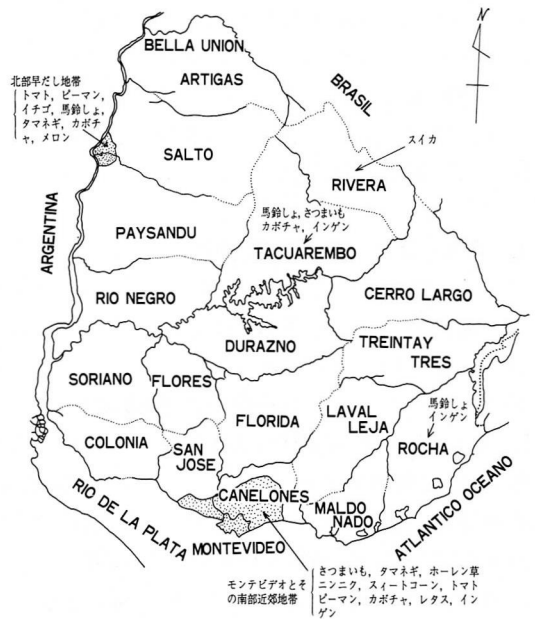 N
BELLA UNION
ARTIGAS
BRASIL
北部早だし地帯
トマト, ピーマン,
イチゴ, 馬鈴しょ,
タマネギ, カボチ
ャ, メロン
SALTO
スイカ
RIVERA
ARGENTINA
PAYSANDU
馬鈴しょ, さつまいも
カボチャ, インゲン
TACUAREMBO
RIO NEGRO
CERRO LARGO
DURAZNO
TREINTAY
TRES
SORIANO
FLORES
FLORIDA
LAVAL
LEJA
馬鈴しょ
インゲン
ROCHA
COLONIA
SAN
JOSE
CANELONES
MALDO
NADO
RIO DE LA PLATA
MONTEVIDEO
ATLANTICO OCEANO
モンテビデオとそ
の南部近郊地帯
さつまいも, タマネギ, ホーレン草
ニンニク, スィートコーン, トマト
ピーマン, カボチャ, レタス, イン
ゲン